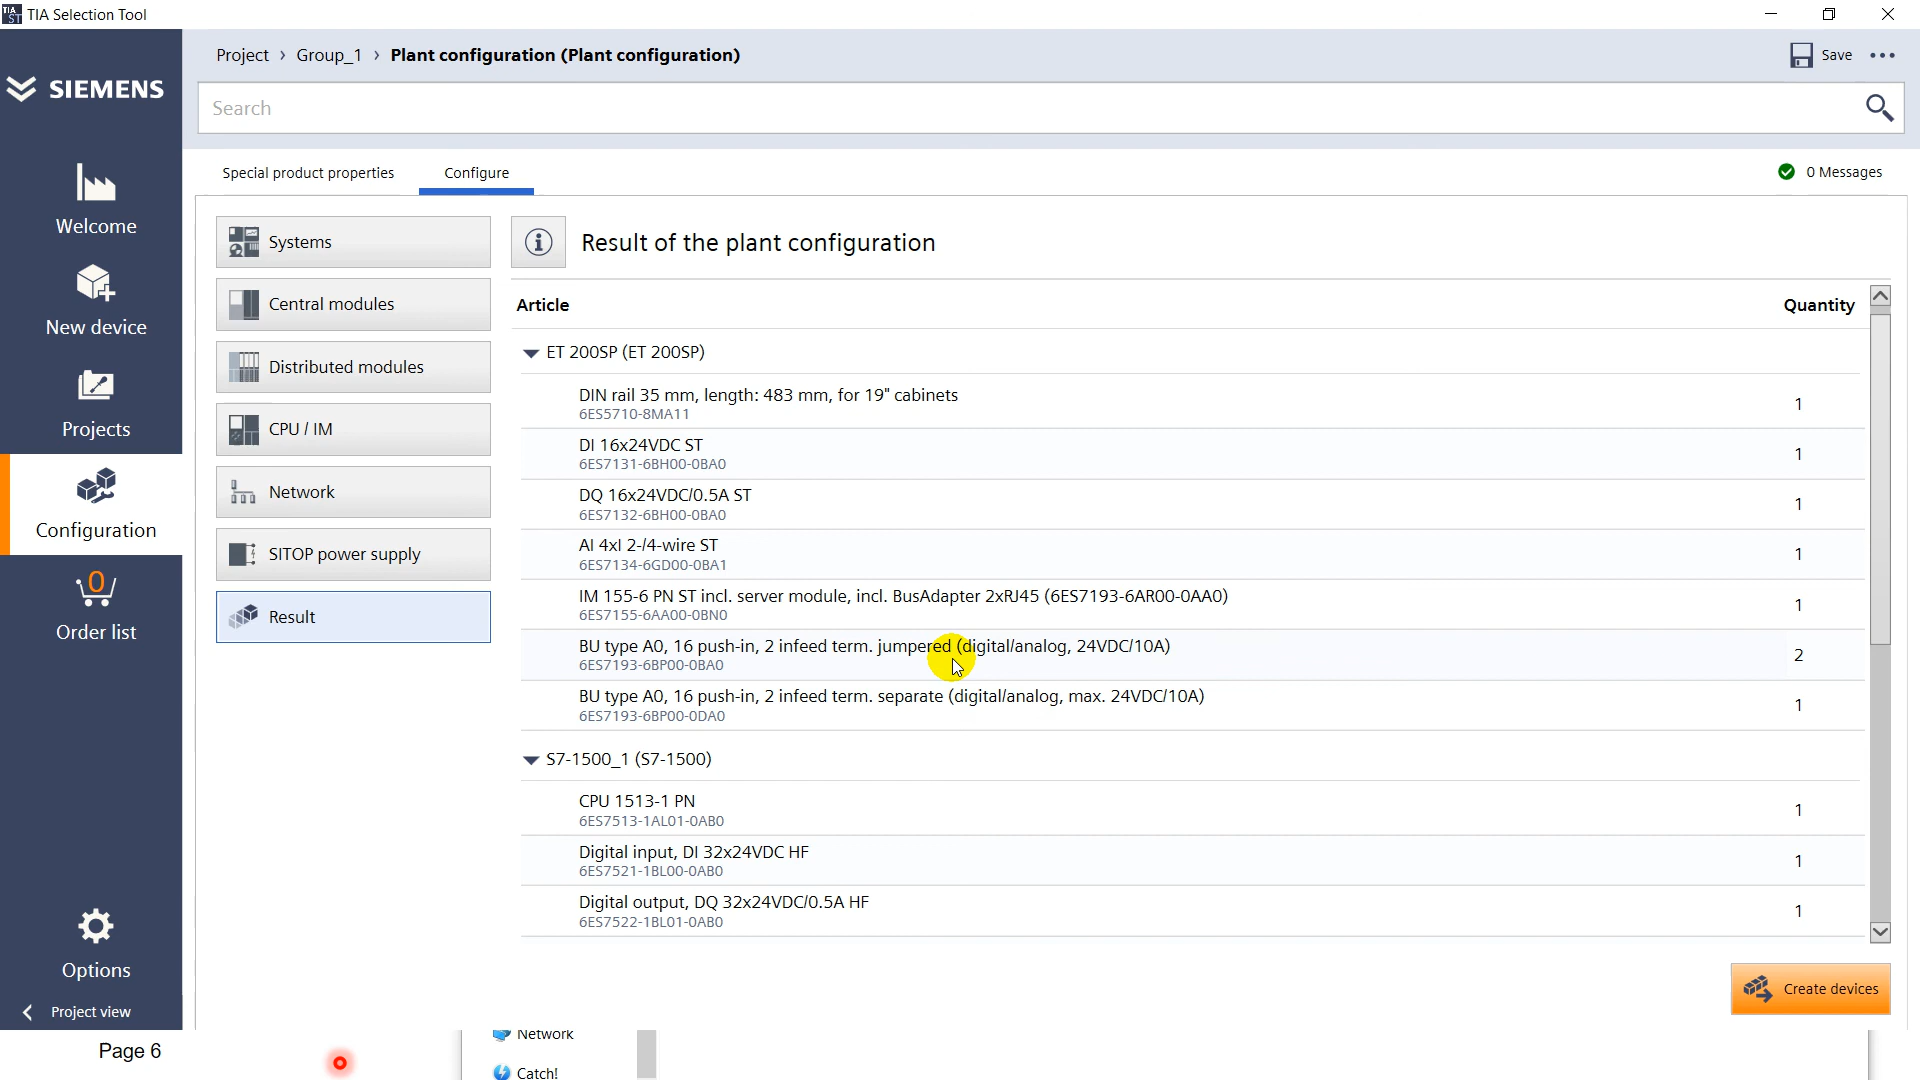 TIA ST TIA Selection Tool
Project > Group_1 > Plant configuration (Plant configuration)
Save
SIEMENS
Search
Special product properties
Configure
0 Messages
Welcome
New device
Projects
Configuration
0
Order list
Options
Project view
Systems
Central modules
Distributed modules
CPU / IM
Network
SITOP power supply
Result
Result of the plant configuration
Article Quantity
ET 200SP (ET 200SP)
DIN rail 35 mm, length: 483 mm, for 19" cabinets 1
6ES5710-8MA11
DI 16x24VDC ST 1
6ES7131-6BH00-0BA0
DQ 16x24VDC/0.5A ST 1
6ES7132-6BH00-0BA0
AI 4xI 2-/4-wire ST 1
6ES7134-6GD00-0BA1
IM 155-6 PN ST incl. server module, incl. BusAdapter 2xRJ45 (6ES7193-6AR00-0AA0) 1
6ES7155-6AA00-0BN0
BU type A0, 16 push-in, 2 infeed term. jumpered (digital/analog, 24VDC/10A) 2
6ES7193-6BP00-0BA0
BU type A0, 16 push-in, 2 infeed term. separate (digital/analog, max. 24VDC/10A) 1
6ES7193-6BP00-0DA0
S7-1500_1 (S7-1500)
CPU 1513-1 PN 1
6ES7513-1AL01-0AB0
Digital input, DI 32x24VDC HF 1
6ES7521-1BL00-0AB0
Digital output, DQ 32x24VDC/0.5A HF 1
6ES7522-1BL01-0AB0
Create devices
Page 6
Network
Catch!